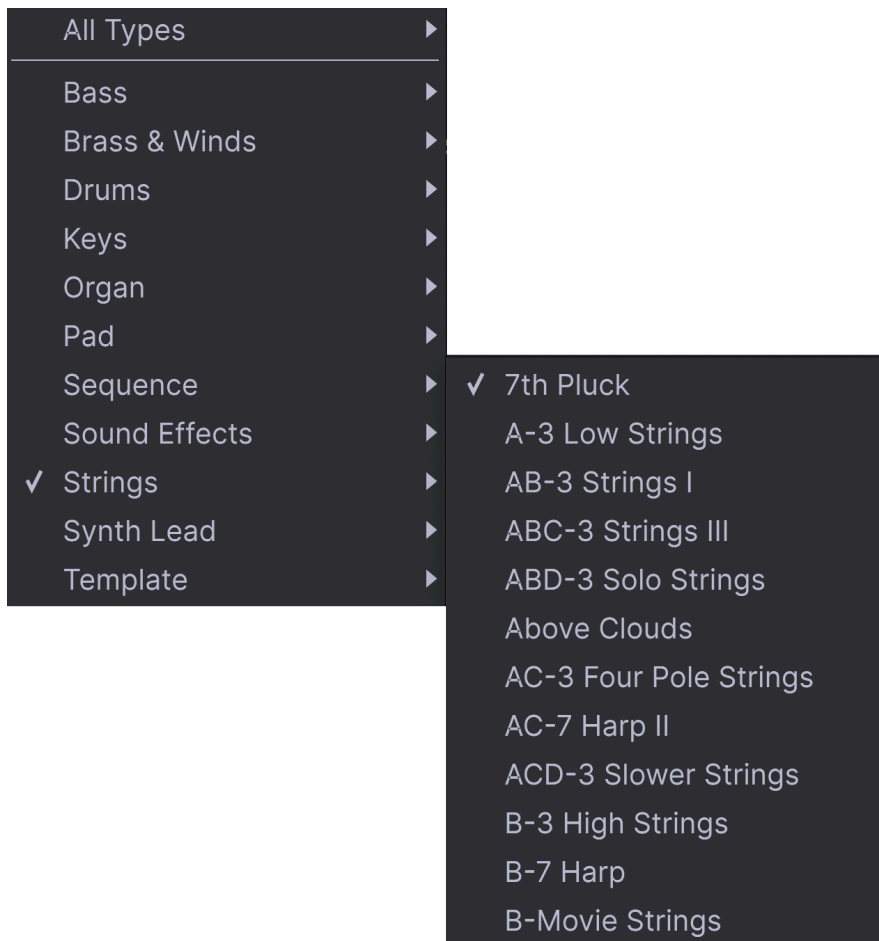 All Types
Bass
Brass & Winds
Drums
Keys
Organ
Pad
Sequence
Sound Effects
✓ Strings
Synth Lead
Template
✓ 7th Pluck
A-3 Low Strings
AB-3 Strings I
ABC-3 Strings III
ABD-3 Solo Strings
Above Clouds
AC-3 Four Pole Strings
AC-7 Harp II
ACD-3 Slower Strings
B-3 High Strings
B-7 Harp
B-Movie Strings